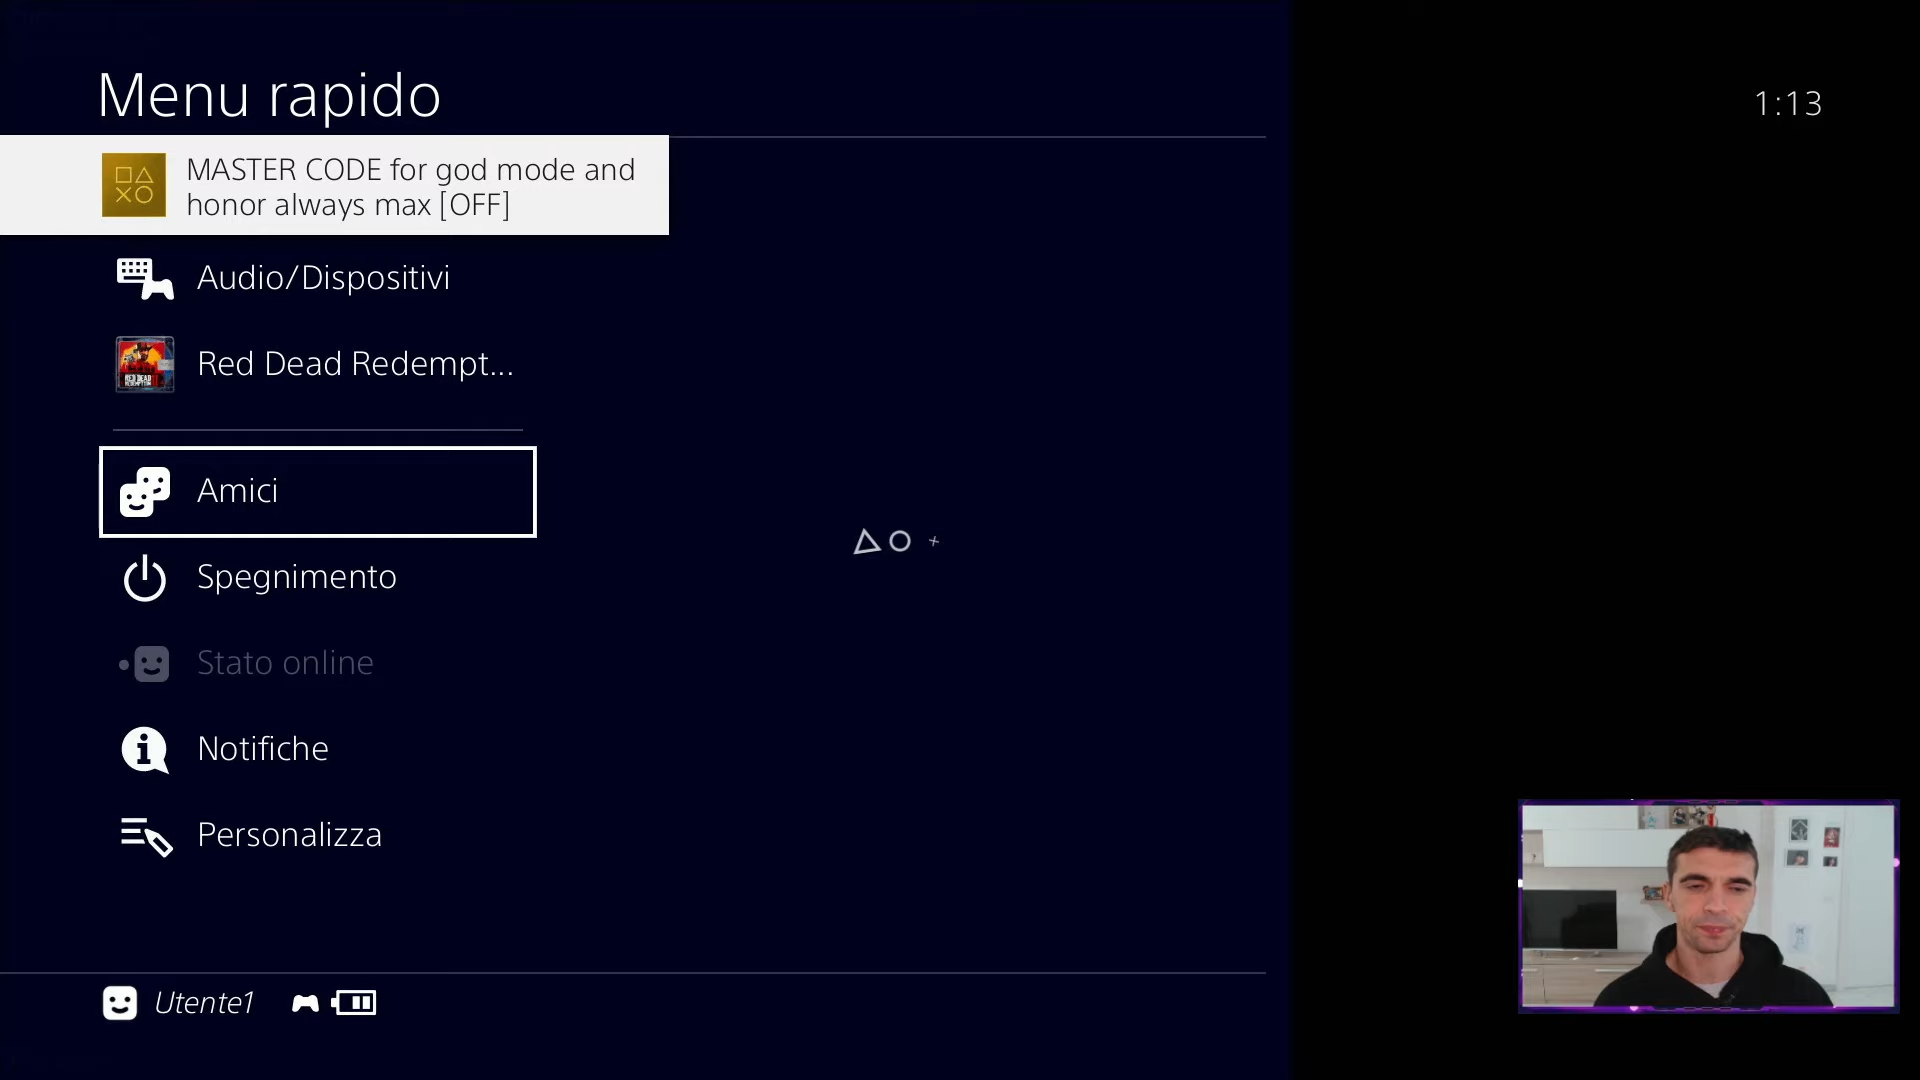 Menu rapido
1:13
MASTER CODE for god mode and
honor always max [OFF]
Audio/Dispositivi
Red Dead Redempt...
Amici
Spegnimento
Stato online
Notifiche
Personalizza
Utente1